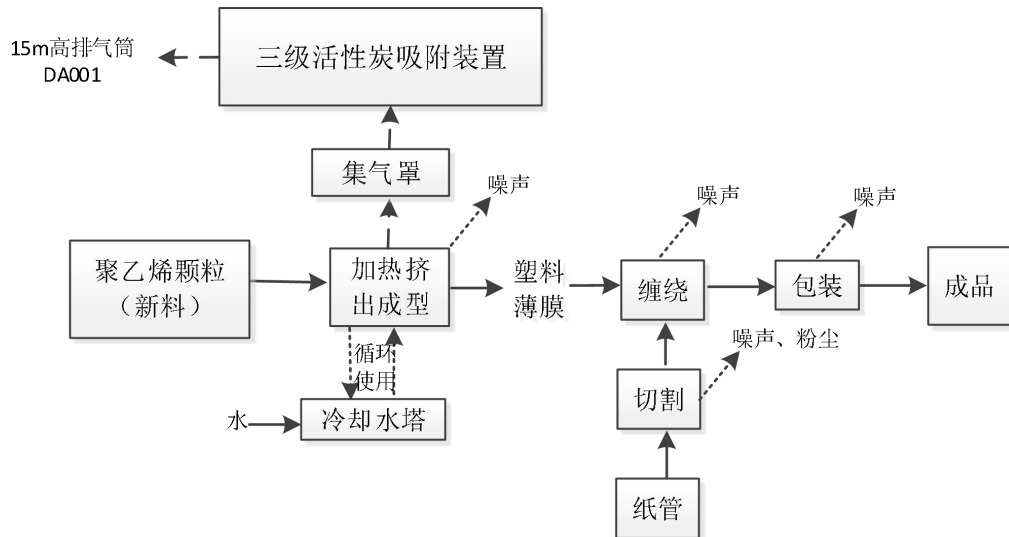 15m高排气筒
DA001
三级活性炭吸附装置
集气罩
噪声
噪声
噪声
聚乙烯颗粒
（新料）
加热挤
出成型
塑料
薄膜
缠绕
包装
成品
循环
使用
噪声、粉尘
水
冷却水塔
切割
纸管